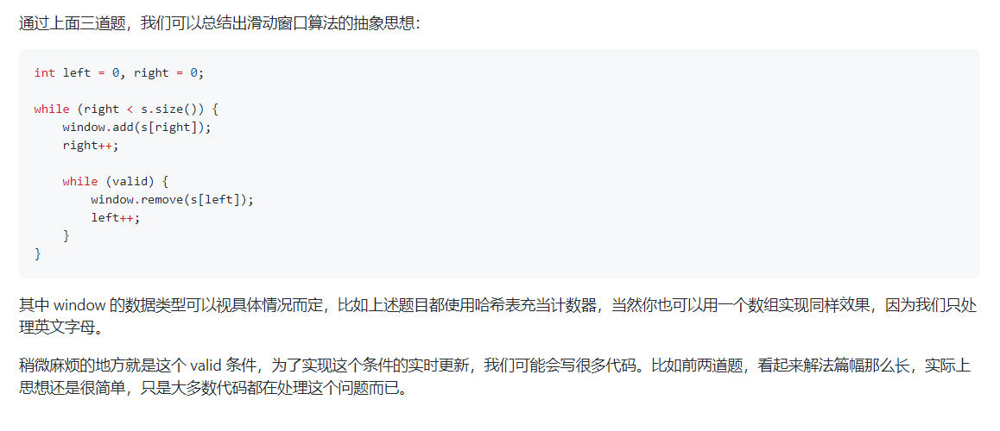 通过上面三道题，我们可以总结出滑动窗口算法的抽象思想：
int left = 0, right = 0;
while (right < s.size()) {
window.add(s[right]);
right++;
while (valid) {
window.remove(s[left]);
left++;
}
}
其中 window 的数据类型可以视具体情况而定，比如上述题目都使用哈希表充当计数器，当然你也可以用一个数组实现同样效果，因为我们只处
理英文字母。
稍微麻烦的地方就是这个 valid 条件，为了实现这个条件的实时更新，我们可能会写很多代码。比如前两道题，看起来解法篇幅那么长，实际上
思想还是很简单，只是大多数代码都在处理这个问题而已。